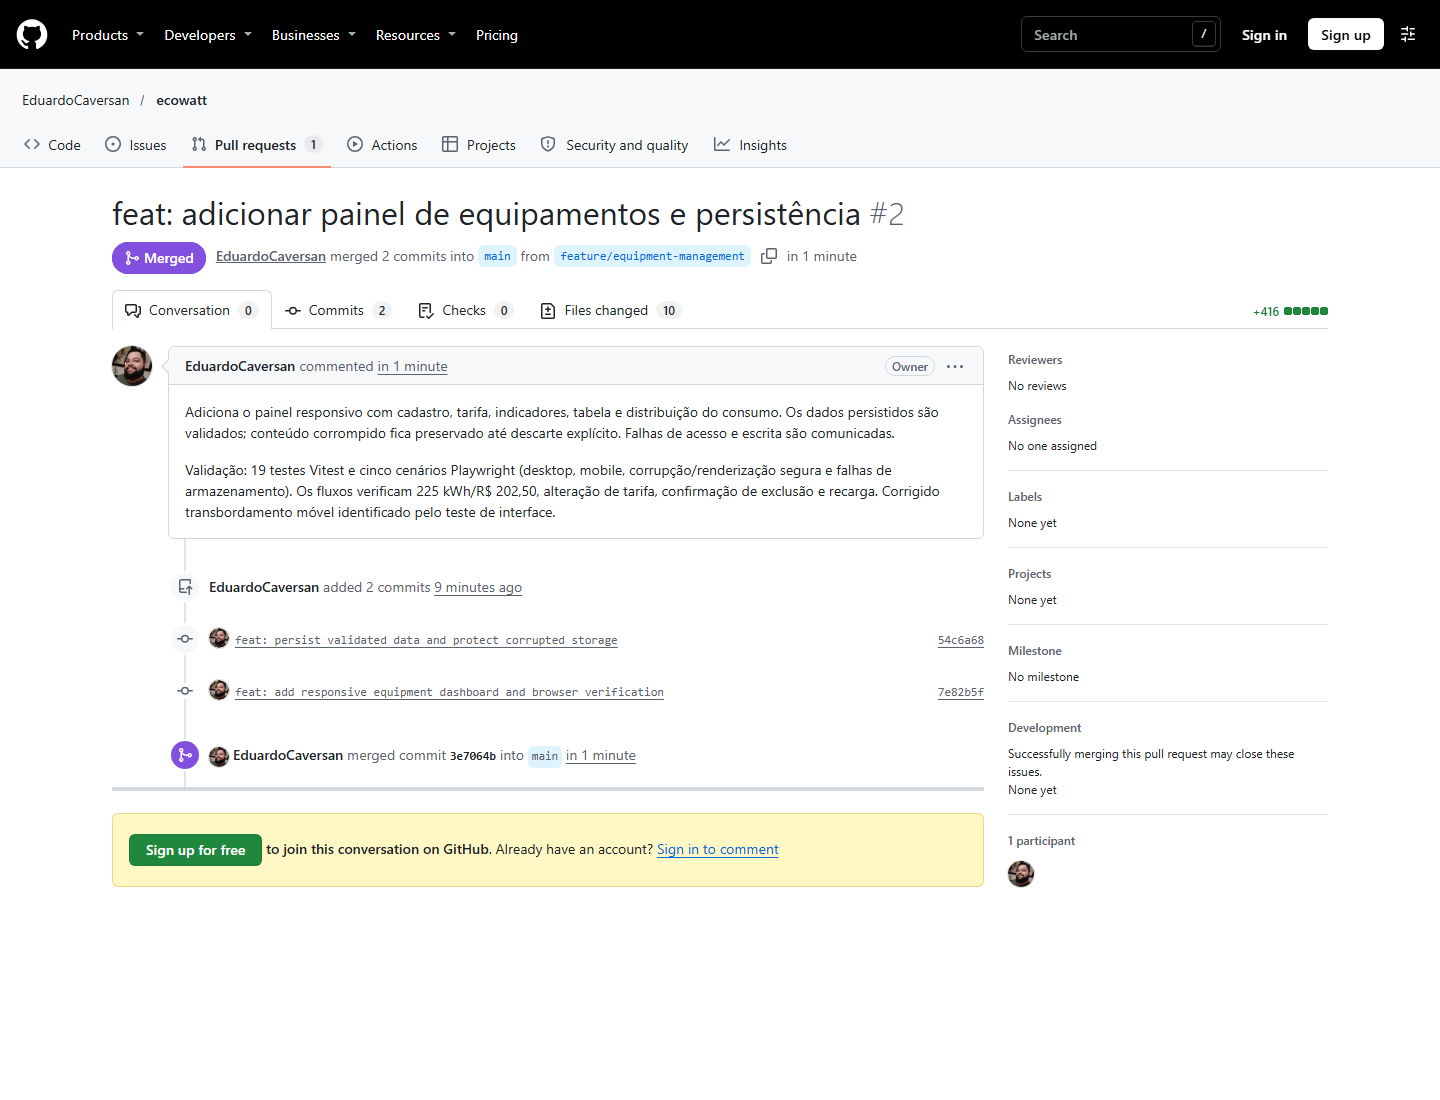 Products Developers Businesses Resources Pricing Search / Sign in Sign up
EduardoCaversan / ecowatt
Code Issues Pull requests 1 Actions Projects Security and quality Insights
feat: adicionar painel de equipamentos e persistência #2
Merged EduardoCaversan merged 2 commits into main from feature/equipment-management in 1 minute
Conversation 0 Commits 2 Checks 0 Files changed 10 +416
EduardoCaversan commented in 1 minute Owner
Adiciona o painel responsivo com cadastro, tarifa, indicadores, tabela e distribuição do consumo. Os dados persistidos são
validados; conteúdo corrompido fica preservado até descarte explícito. Falhas de acesso e escrita são comunicadas.
Validação: 19 testes Vitest e cinco cenários Playwright (desktop, mobile, corrupção/renderização segura e falhas de
armazenamento). Os fluxos verificam 225 kWh/R$ 202,50, alteração de tarifa, confirmação de exclusão e recarga. Corrigido
transbordamento móvel identificado pelo teste de interface.
EduardoCaversan added 2 commits 9 minutes ago
feat: persist validated data and protect corrupted storage 54c6a68
feat: add responsive equipment dashboard and browser verification 7e82b5f
EduardoCaversan merged commit 3e7064b into main in 1 minute
Sign up for free to join this conversation on GitHub. Already have an account? Sign in to comment
Reviewers
No reviews
Assignees
No one assigned
Labels
None yet
Projects
None yet
Milestone
No milestone
Development
Successfully merging this pull request may close these
issues.
None yet
1 participant